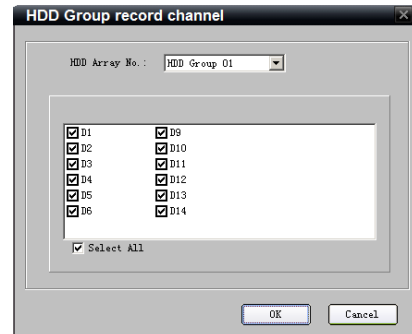 HDD Group record channel
HDD Array No.: HDD Group 01
D1 D9
D2 D10
D3 D11
D4 D12
D5 D13
D6 D14
Select All
OK Cancel